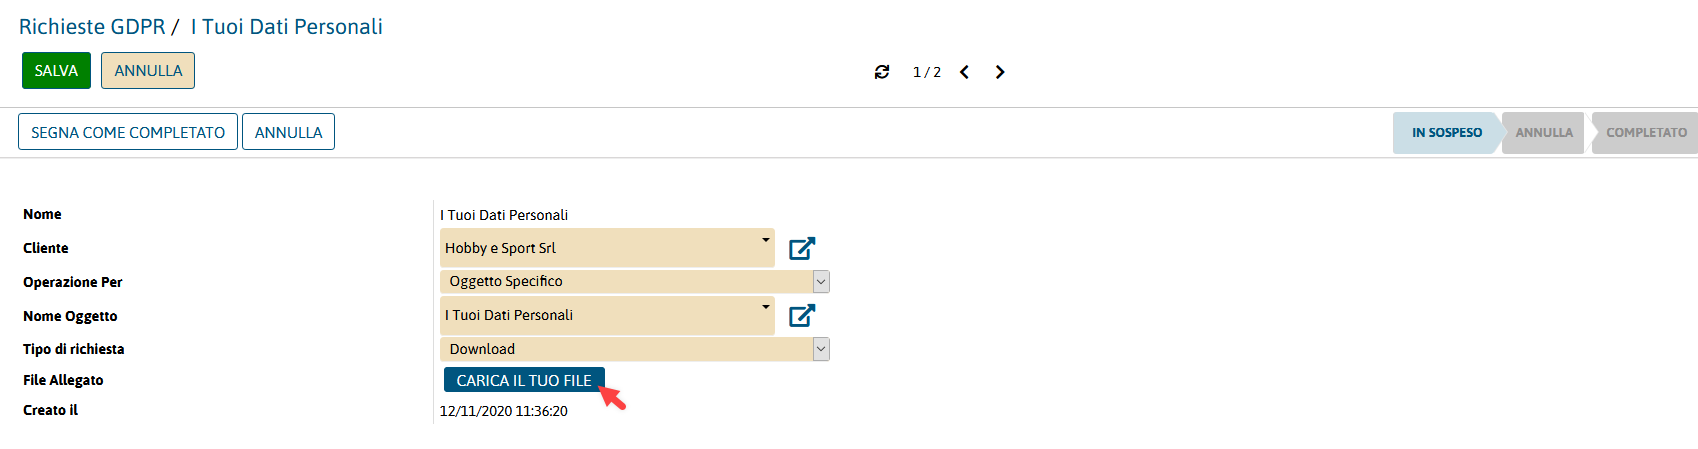 Richieste GDPR / I Tuoi Dati Personali
SALVA ANNULLA 1 / 2
SEGNA COME COMPLETATO ANNULLA IN SOSPESO ANNULLA COMPLETATO
Nome I Tuoi Dati Personali
Cliente Hobby e Sport Srl
Operazione Per Oggetto Specifico
Nome Oggetto I Tuoi Dati Personali
Tipo di richiesta Download
File Allegato CARICA IL TUO FILE
Creato il 12/11/2020 11:36:20